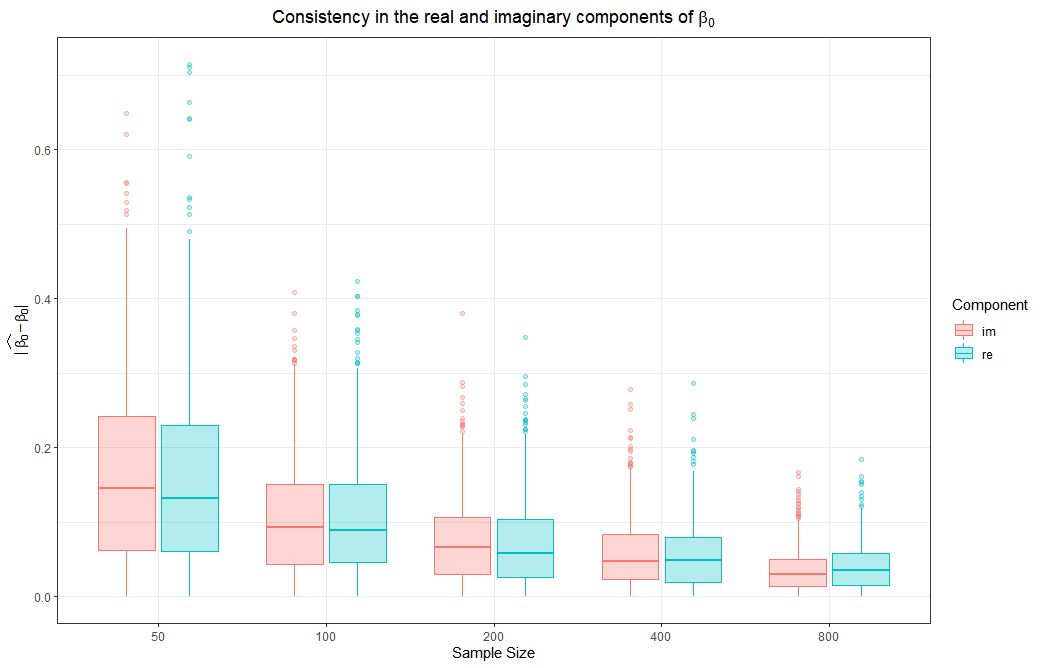 Consistency in the real and imaginary components of β₀
|β̂₀ − β₀|
0.6
0.4
0.2
0.0
50 100 200 400 800
Sample Size
Component
im
re